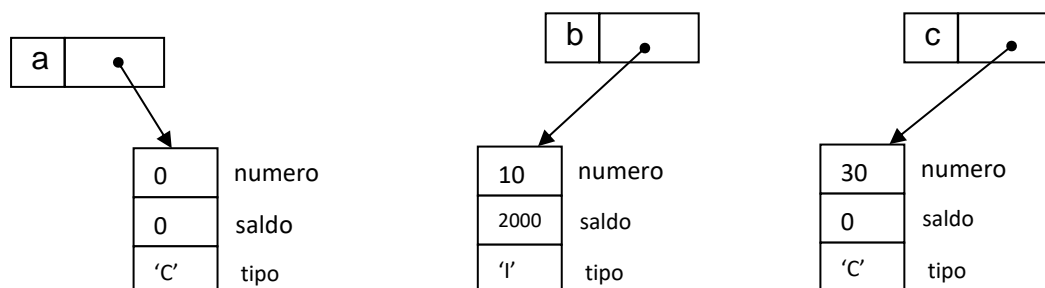 a
b
c
0 numero
0 saldo
‘C’ tipo
10 numero
2000 saldo
‘I’ tipo
30 numero
0 saldo
‘C’ tipo